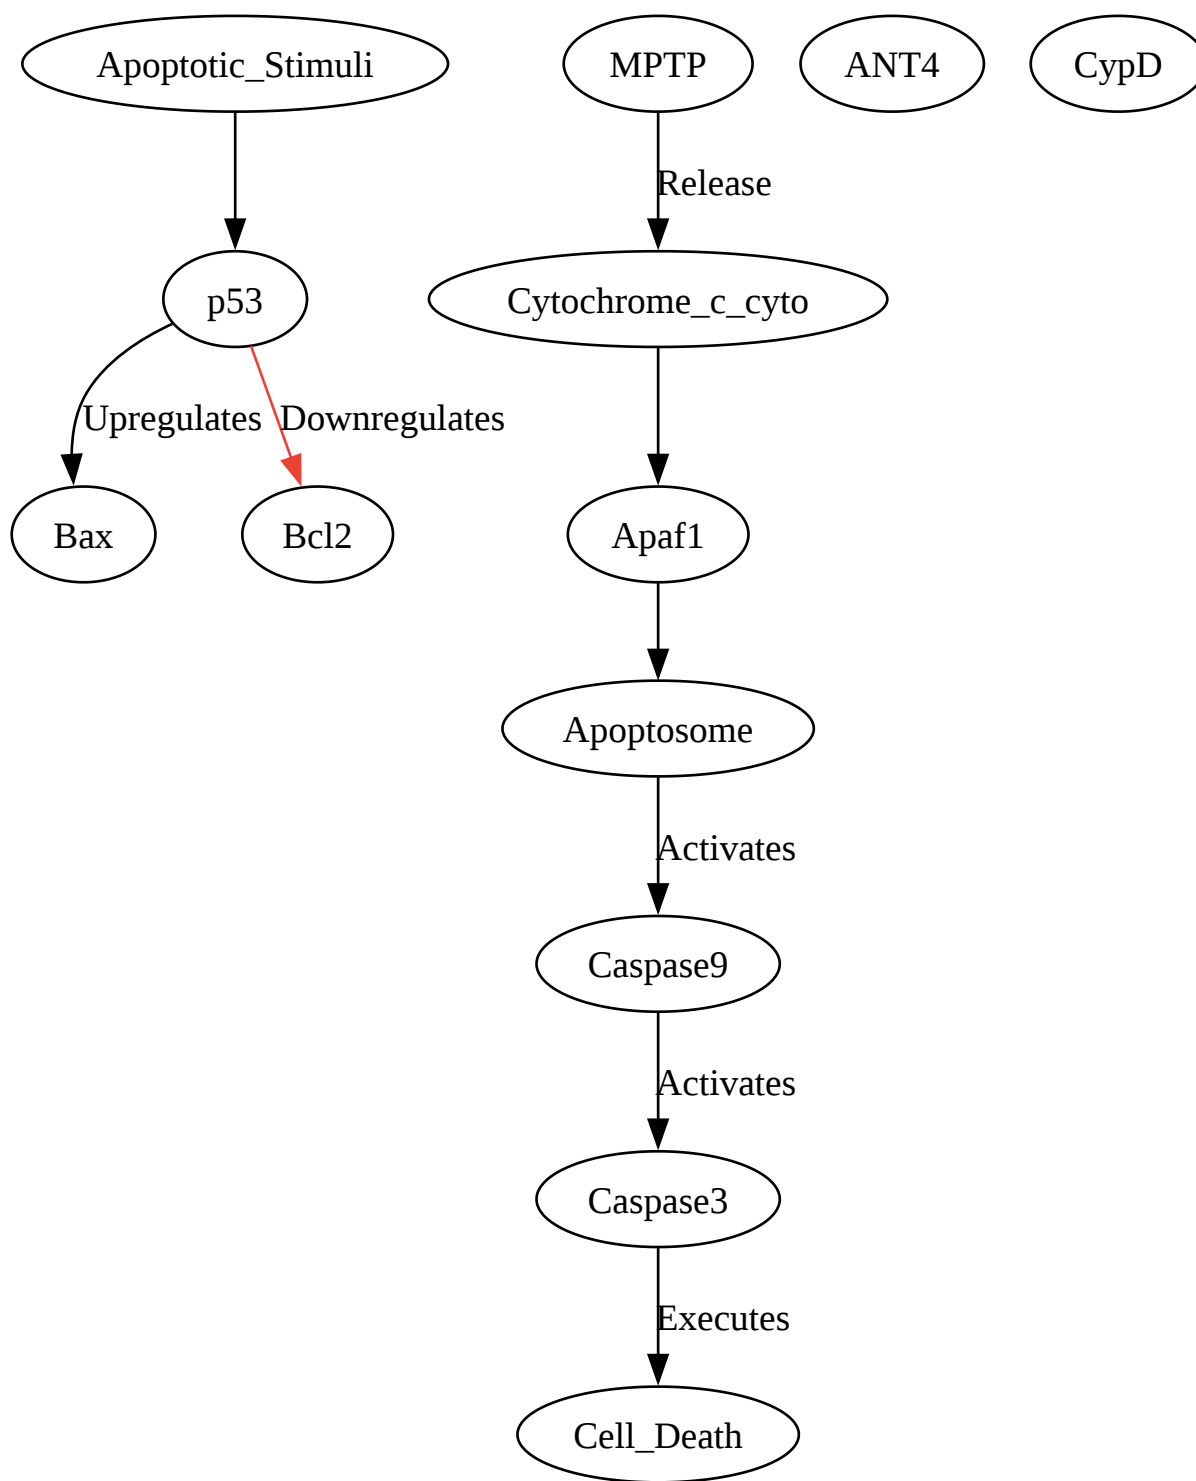 Apoptotic_Stimuli
MPTP
ANT4
CypD
Release
p53
Cytochrome_c_cyto
Upregulates
Downregulates
Bax
Bcl2
Apaf1
Apoptosome
Activates
Caspase9
Activates
Caspase3
Executes
Cell_Death